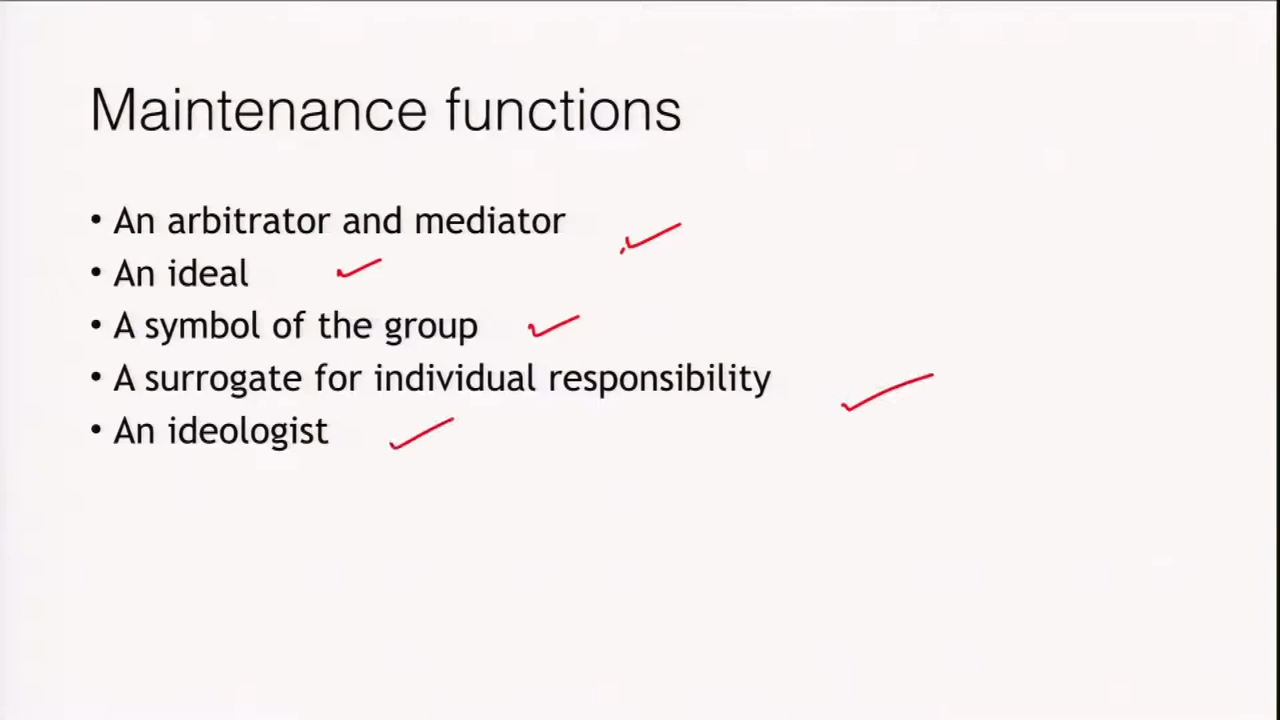 Maintenance functions
• An arbitrator and mediator
• An ideal
• A symbol of the group
• A surrogate for individual responsibility
• An ideologist